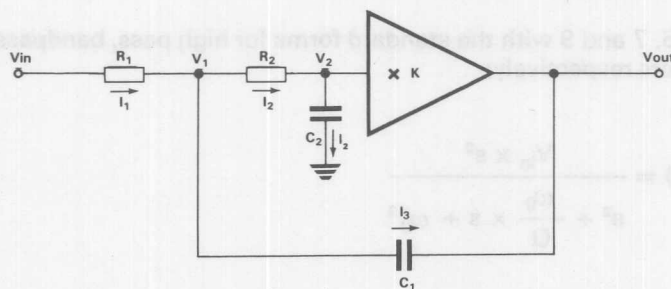 Vin R₁ V₁ R₂ V₂ × K Vout
I₁ I₂ C₂ I₂
I₃
C₁